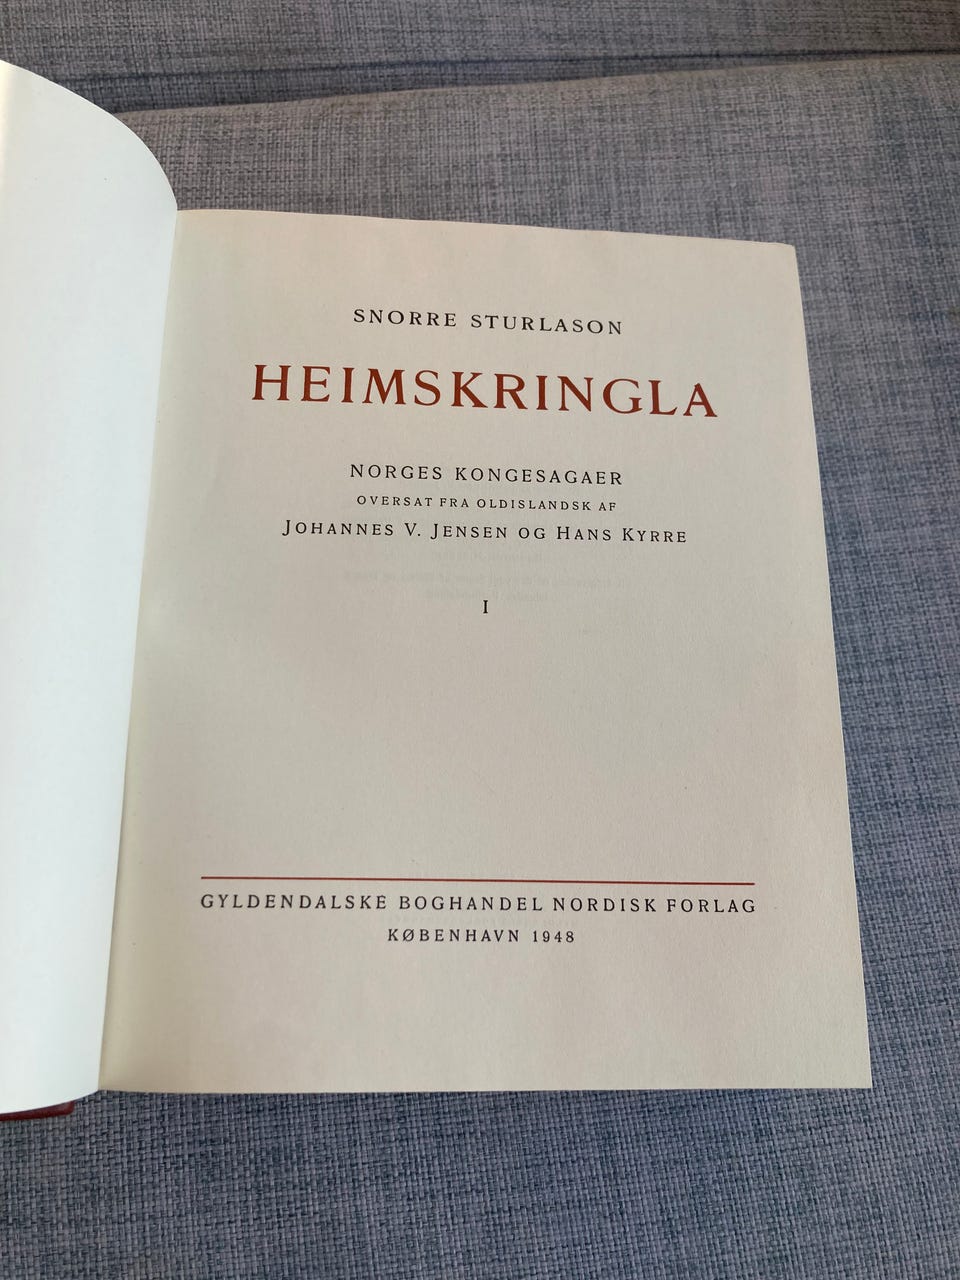 SNORRE STURLASON
HEIMSKRINGLA
NORGES KONGESAGAER
OVERSAT FRA OLDISLANDSK AF
JOHANNES V. JENSEN OG HANS KYRRE
I
GYLDENDALSKE BOGHANDEL NORDISK FORLAG
KØBENHAVN 1948